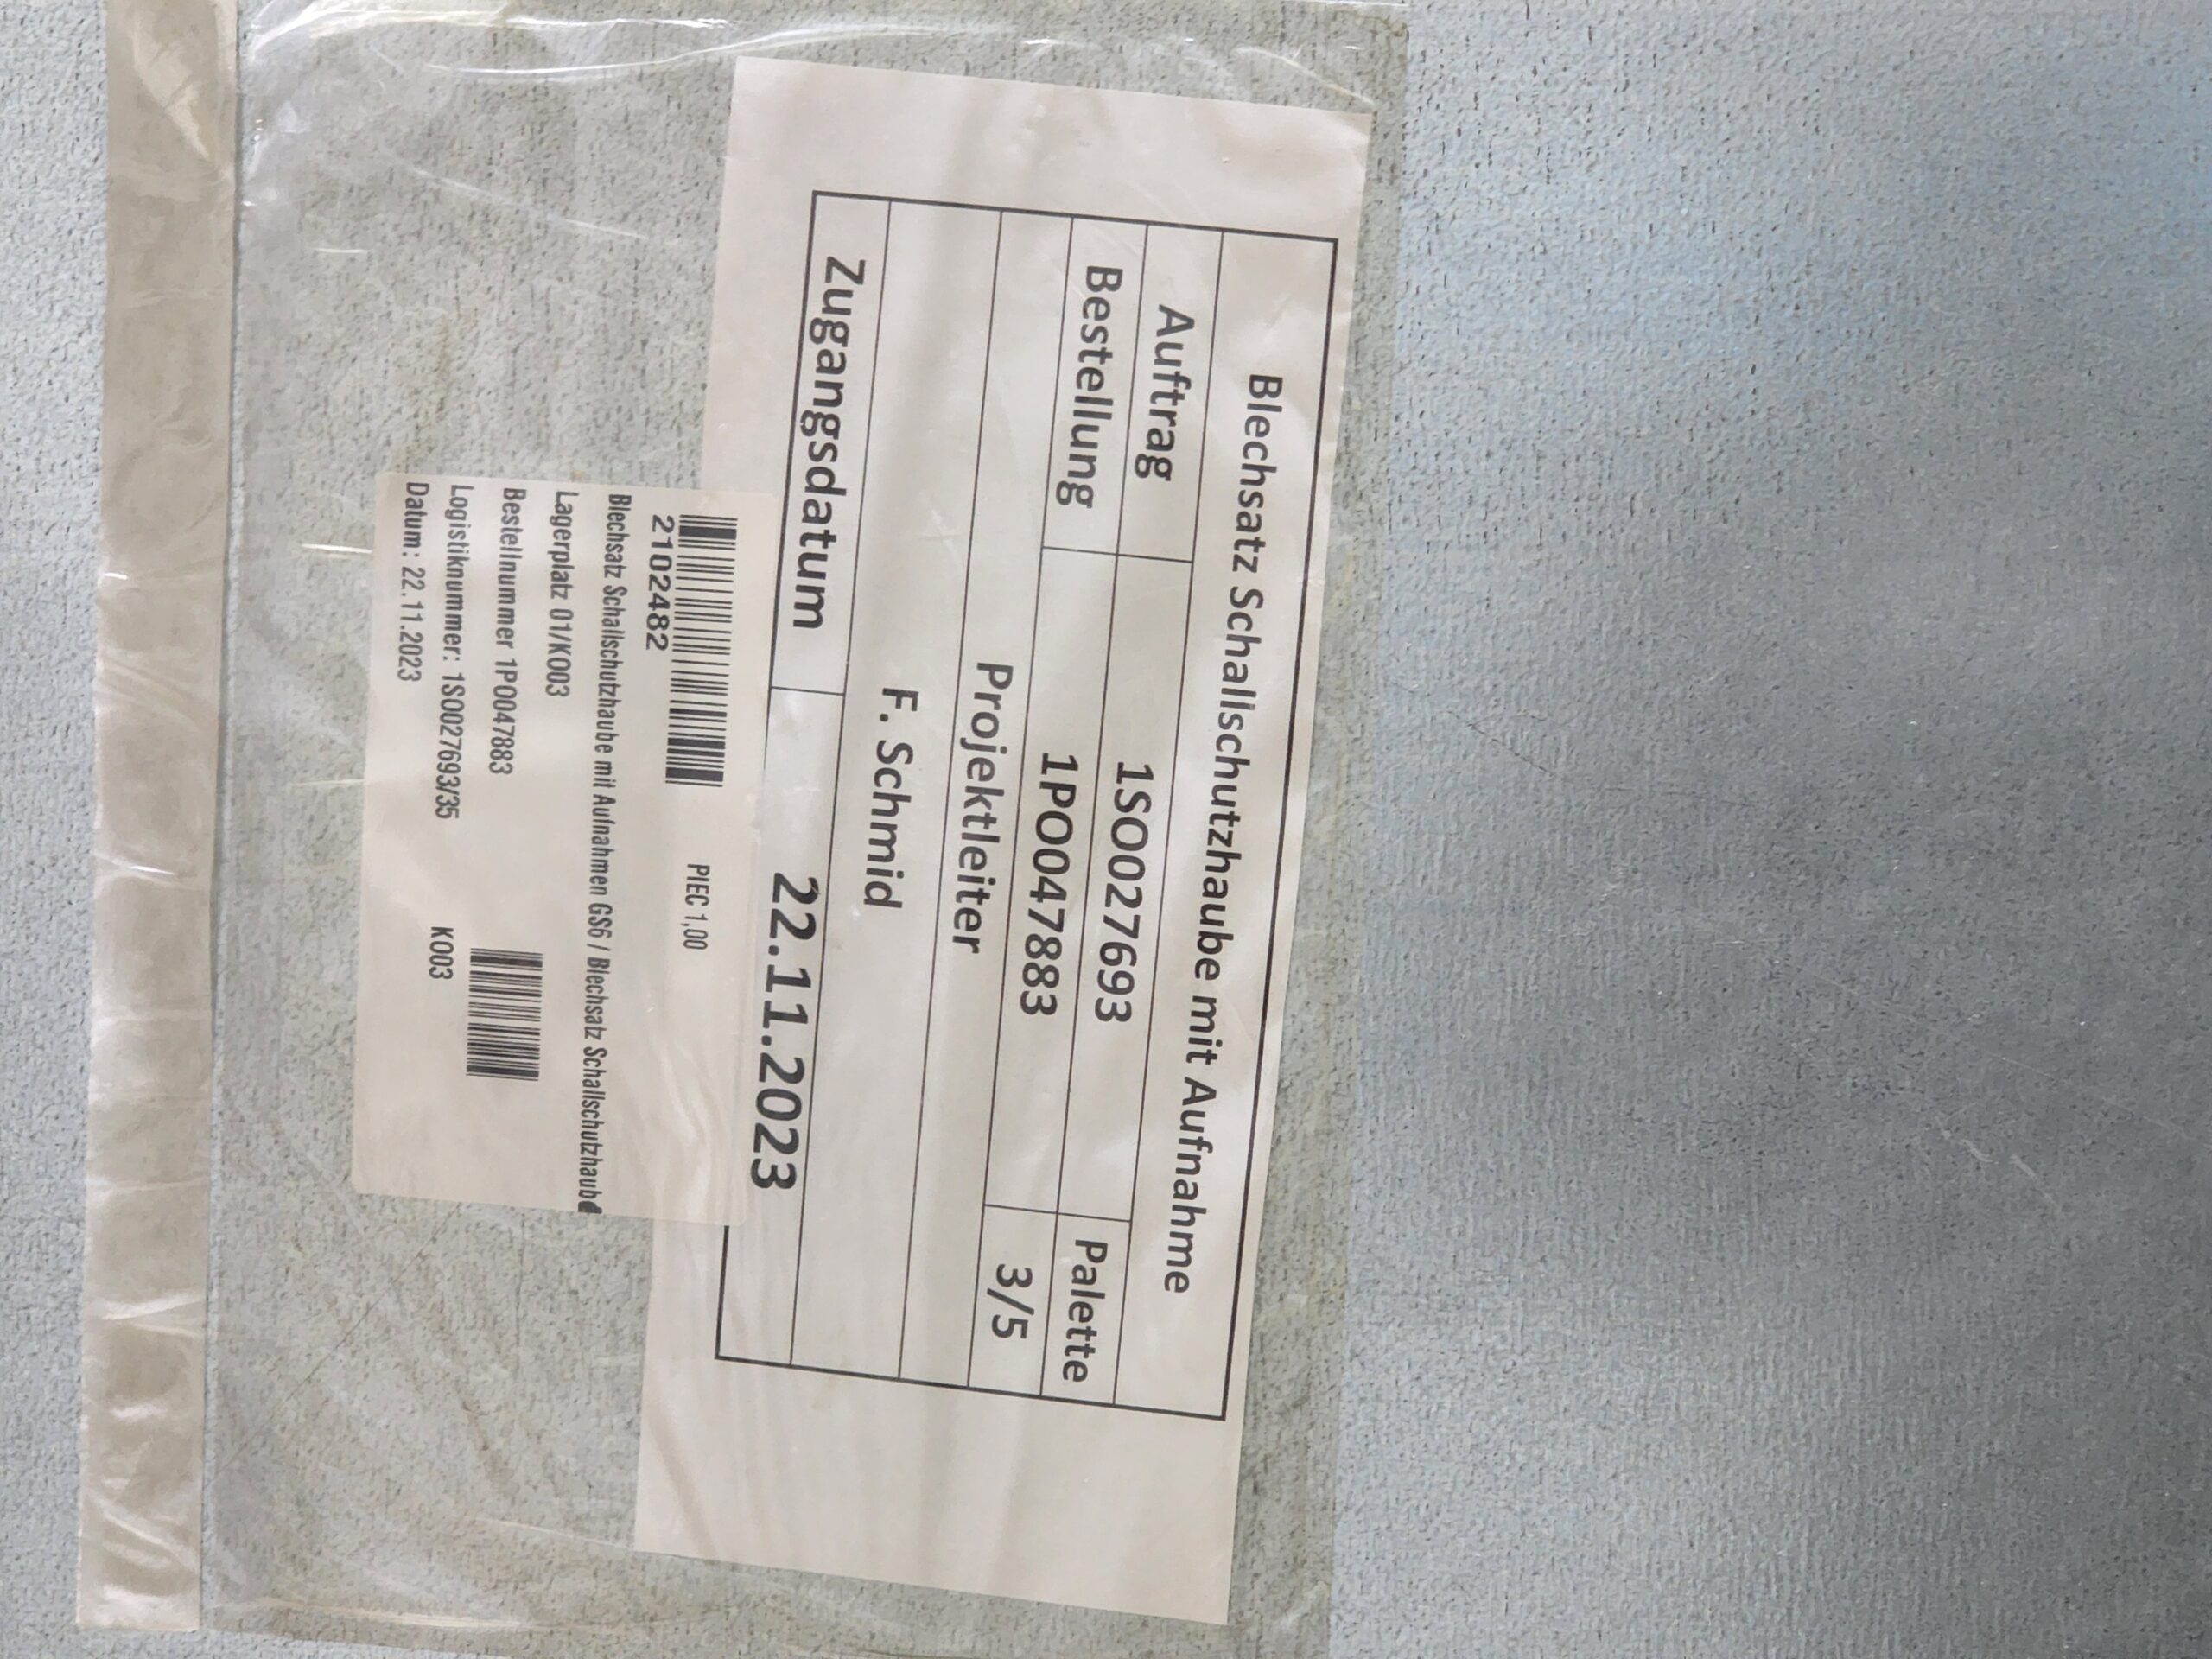 Blechsatz Schallschutzhaube mit Aufnahme
Auftrag 1SO027693 Palette
Bestellung 1PO047883 3/5
Projektleiter
F. Schmid
Zugangsdatum 22.11.2023
PIEC 1,00
2102482
Blechsatz Schallschutzhaube mit Aufnahmen GS6 / Blechsatz Schallschutzhaube
Lagerplatz 01/K003
Bestellnummer 1PO047883
Logistiknummer: 1SO027693/35
Datum: 22.11.2023 K003